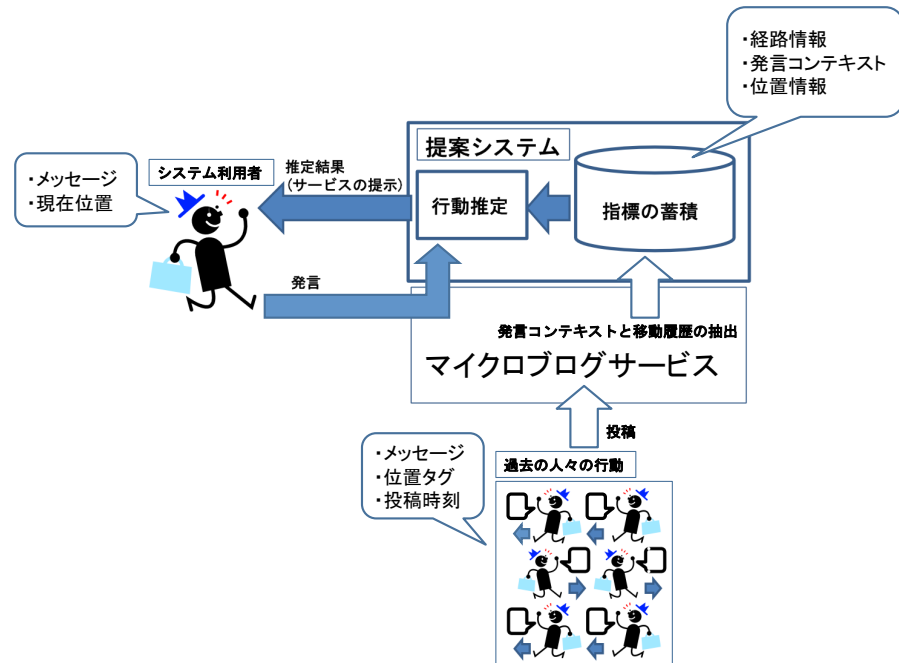 ・経路情報
・発言コンテキスト
・位置情報
提案システム
システム利用者
推定結果
（サービスの提示）
・メッセージ
・現在位置
行動推定
指標の蓄積
発言
発言コンテキストと移動履歴の抽出
マイクロブログサービス
投稿
・メッセージ
・位置タグ
・投稿時刻
過去の人々の行動